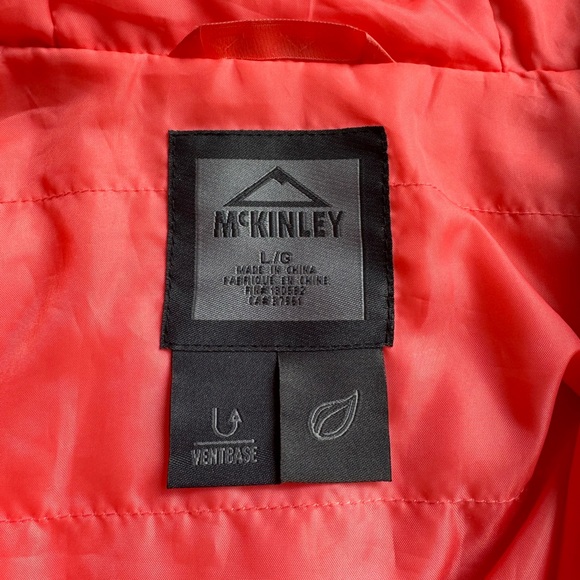 McKINLEY
L/G
MADE IN CHINA
FABRIQUÉ EN CHINE
VENTBASE